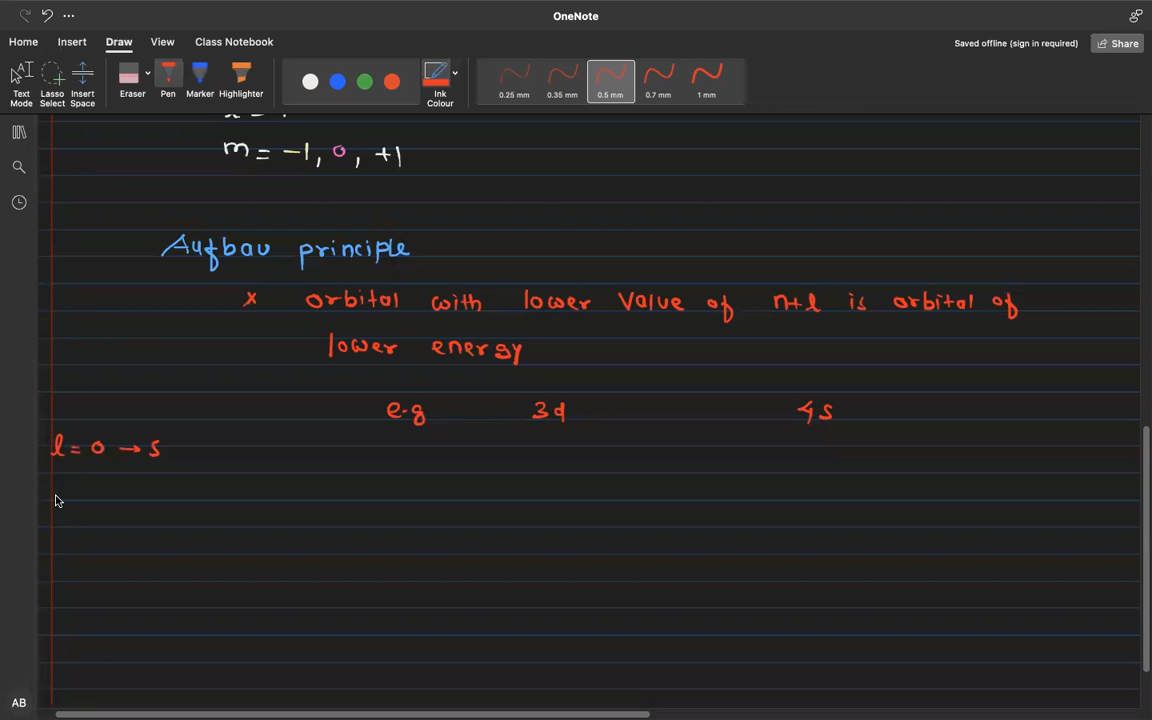 OneNote
Home Insert Draw View Class Notebook
Saved offline (sign in required) Share
Text Mode Lasso Select Insert Space Eraser Pen Marker Highlighter Ink Colour 0.25 mm 0.35 mm 0.5 mm 0.7 mm 1 mm
m = -1, 0, +1
Aufbau principle
x orbital with lower value of n+l is orbital of
lower energy
e.g 3d 4s
l = 0 → s
AB